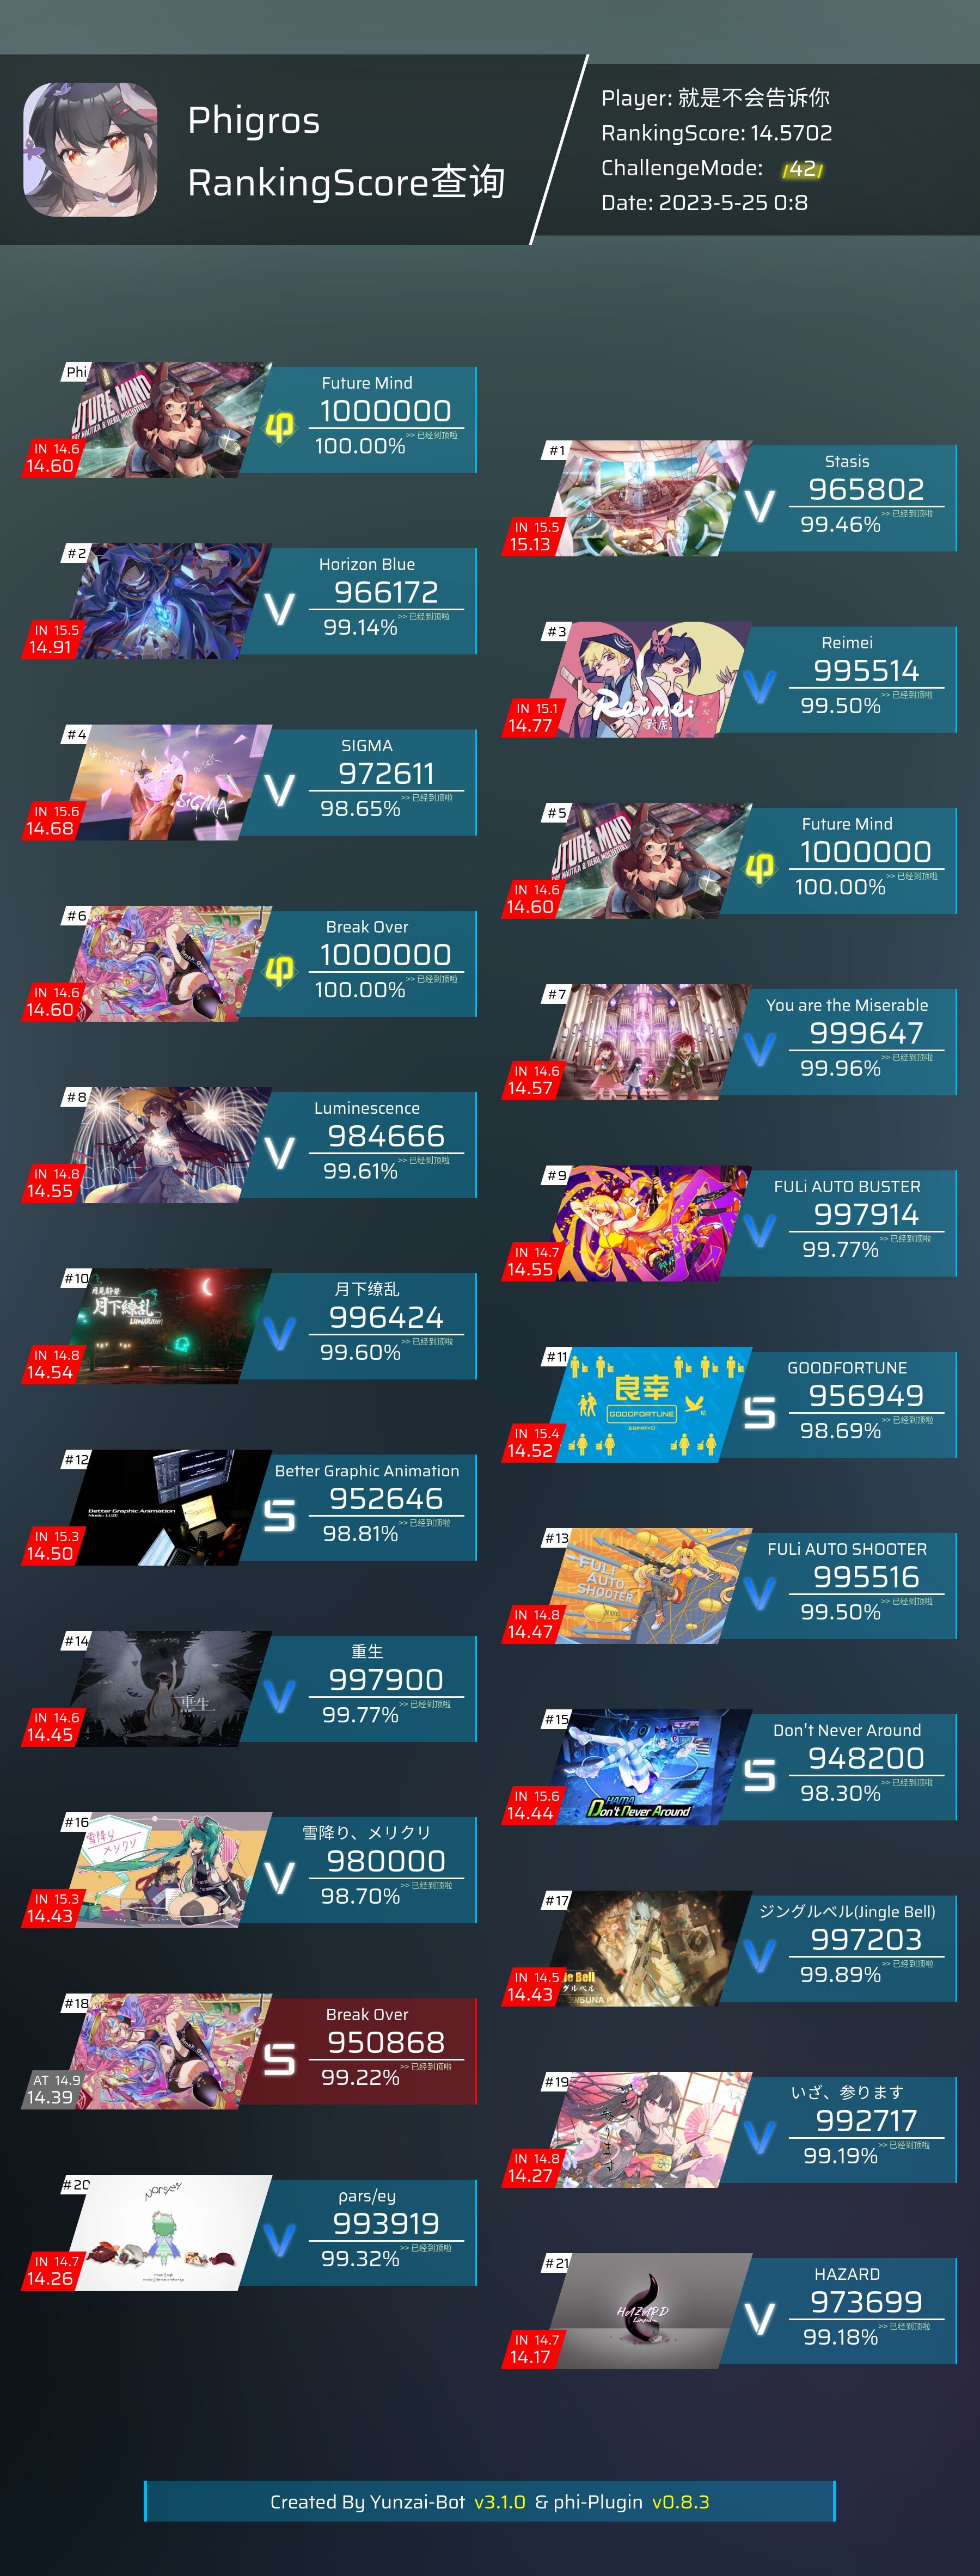 Phigros
RankingScore查询
Player: 就是不会告诉你
RankingScore: 14.5702
ChallengeMode: /42/
Date: 2023-5-25 0:8
Phi
Future Mind
1000000
100.00% >> 已经到顶啦
IN 14.6
14.60
#1
Stasis
965802
99.46% >> 已经到顶啦
IN 15.5
15.13
#2
Horizon Blue
966172
99.14% >> 已经到顶啦
IN 15.5
14.91
#3
Reimei
995514
99.50% >> 已经到顶啦
IN 15.1
14.77
#4
SIGMA
972611
98.65% >> 已经到顶啦
IN 15.6
14.68
#5
Future Mind
1000000
100.00% >> 已经到顶啦
IN 14.6
14.60
#6
Break Over
1000000
100.00% >> 已经到顶啦
IN 14.6
14.60
#7
You are the Miserable
999647
99.96% >> 已经到顶啦
IN 14.6
14.57
#8
Luminescence
984666
99.61% >> 已经到顶啦
IN 14.8
14.55
#9
FULi AUTO BUSTER
997914
99.77% >> 已经到顶啦
IN 14.7
14.55
#10
月下缭乱
996424
99.60% >> 已经到顶啦
IN 14.8
14.54
#11
良幸
GOODFORTUNE
EBIMAYO
GOODFORTUNE
956949
98.69% >> 已经到顶啦
IN 15.4
14.52
#12
Better Graphic Animation
Better Graphic Animation
952646
98.81% >> 已经到顶啦
IN 15.3
14.50
#13
FULI
AUTO
SHOOTER
FULi AUTO SHOOTER
995516
99.50% >> 已经到顶啦
IN 14.8
14.47
#14
重生
重生
997900
99.77% >> 已经到顶啦
IN 14.6
14.45
#15
Don't Never Around
Don't Never Around
948200
98.30% >> 已经到顶啦
IN 15.6
14.44
#16
雪降り
メリクリ
雪降り、メリクリ
980000
98.70% >> 已经到顶啦
IN 15.3
14.43
#17
ジングルベル(Jingle Bell)
997203
99.89% >> 已经到顶啦
IN 14.5
14.43
#18
Break Over
950868
99.22% >> 已经到顶啦
AT 14.9
14.39
#19
いざ、参ります
992717
99.19% >> 已经到顶啦
IN 14.8
14.27
#20
ρars/ey
993919
99.32% >> 已经到顶啦
IN 14.7
14.26
#21
HAZARD
HAZARD
973699
99.18% >> 已经到顶啦
IN 14.7
14.17
Created By Yunzai-Bot v3.1.0 & phi-Plugin v0.8.3